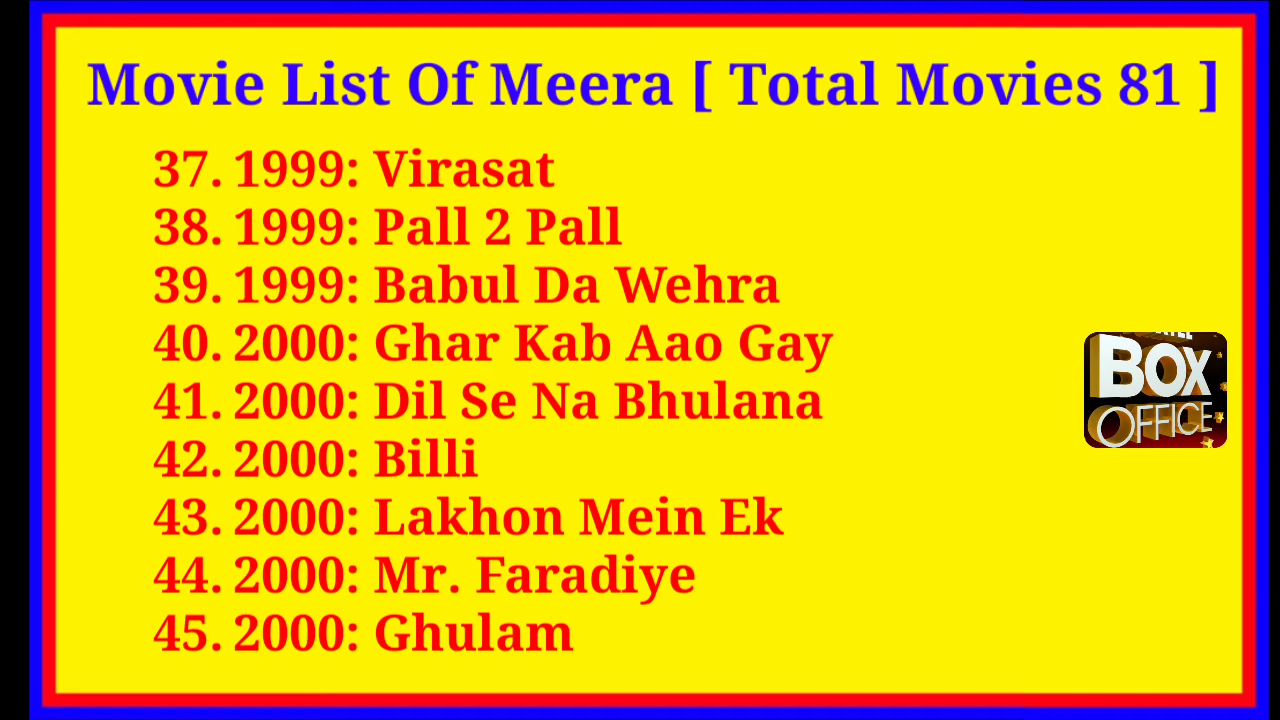 Movie List Of Meera [ Total Movies 81 ]
37. 1999: Virasat
38. 1999: Pall 2 Pall
39. 1999: Babul Da Wehra
40. 2000: Ghar Kab Aao Gay
41. 2000: Dil Se Na Bhulana
42. 2000: Billi
43. 2000: Lakhon Mein Ek
44. 2000: Mr. Faradiye
45. 2000: Ghulam
BOX
OFFICE